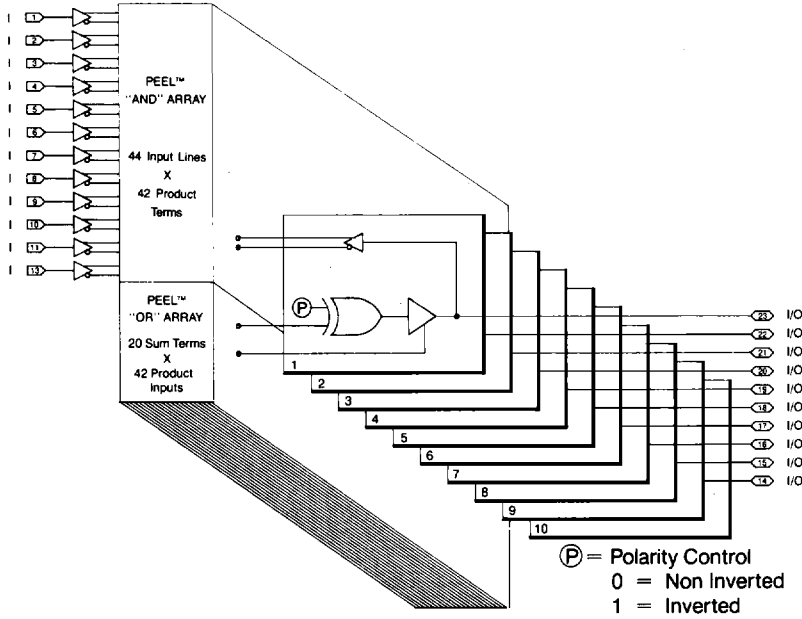 I 1
I 2
I 3
I 4
I 5
I 6
I 7
I 8
I 9
I 10
I 11
I 13
PEEL™
"AND" ARRAY
44 Input Lines
X
42 Product
Terms
PEEL™
"OR" ARRAY
20 Sum Terms
X
42 Product
Inputs
P
1
2
3
4
5
6
7
8
9
10
23 I/O
22 I/O
21 I/O
20 I/O
19 I/O
18 I/O
17 I/O
16 I/O
15 I/O
14 I/O
P = Polarity Control
0 = Non Inverted
1 = Inverted